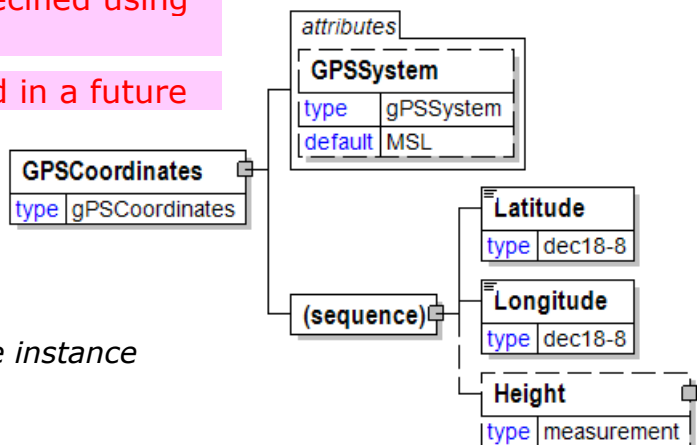 specified using
d in a future
e instance
attributes
GPSSystem
type gPSSystem
default MSL
GPSCoordinates
type gPSCoordinates
(sequence)
Latitude
type dec18-8
Longitude
type dec18-8
Height
type measurement